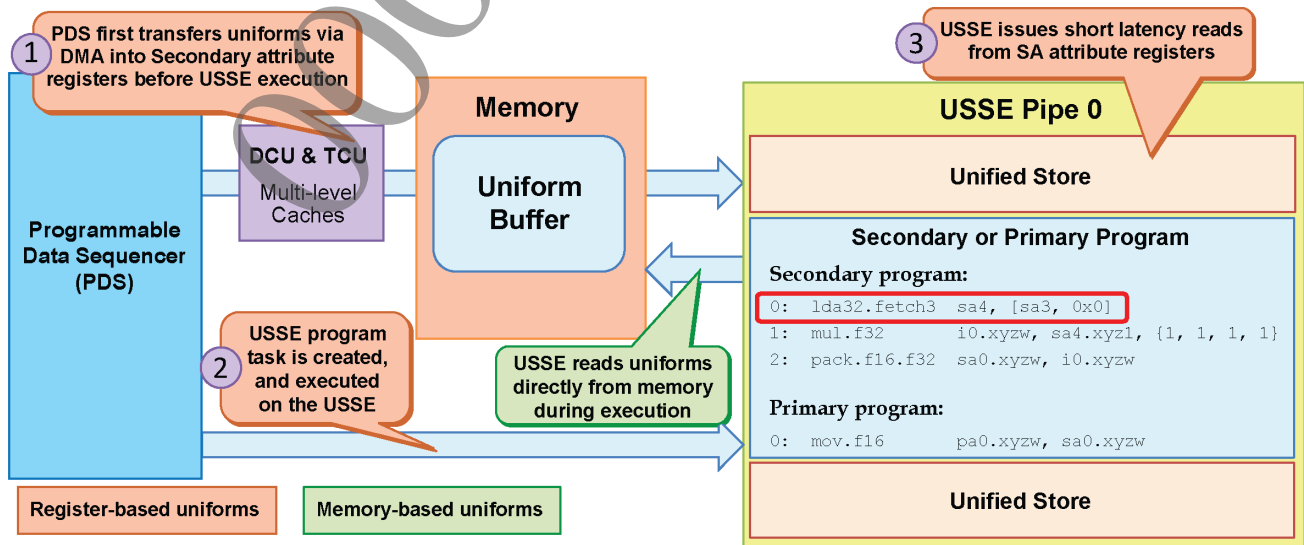 1
PDS first transfers uniforms via
DMA into Secondary attribute
registers before USSE execution
3
USSE issues short latency reads
from SA attribute registers
Programmable
Data Sequencer
(PDS)
DCU & TCU
Multi-level
Caches
Memory
Uniform
Buffer
USSE Pipe 0
Unified Store
Secondary or Primary Program
Secondary program:
0: lda32.fetch3 sa4, [sa3, 0x0]
1: mul.f32 i0.xyzw, sa4.xyz1, {1, 1, 1, 1}
2: pack.f16.f32 sa0.xyzw, i0.xyzw
Primary program:
0: mov.f16 pa0.xyzw, sa0.xyzw
Unified Store
2
USSE program
task is created,
and executed
on the USSE
USSE reads uniforms
directly from memory
during execution
Register-based uniforms
Memory-based uniforms